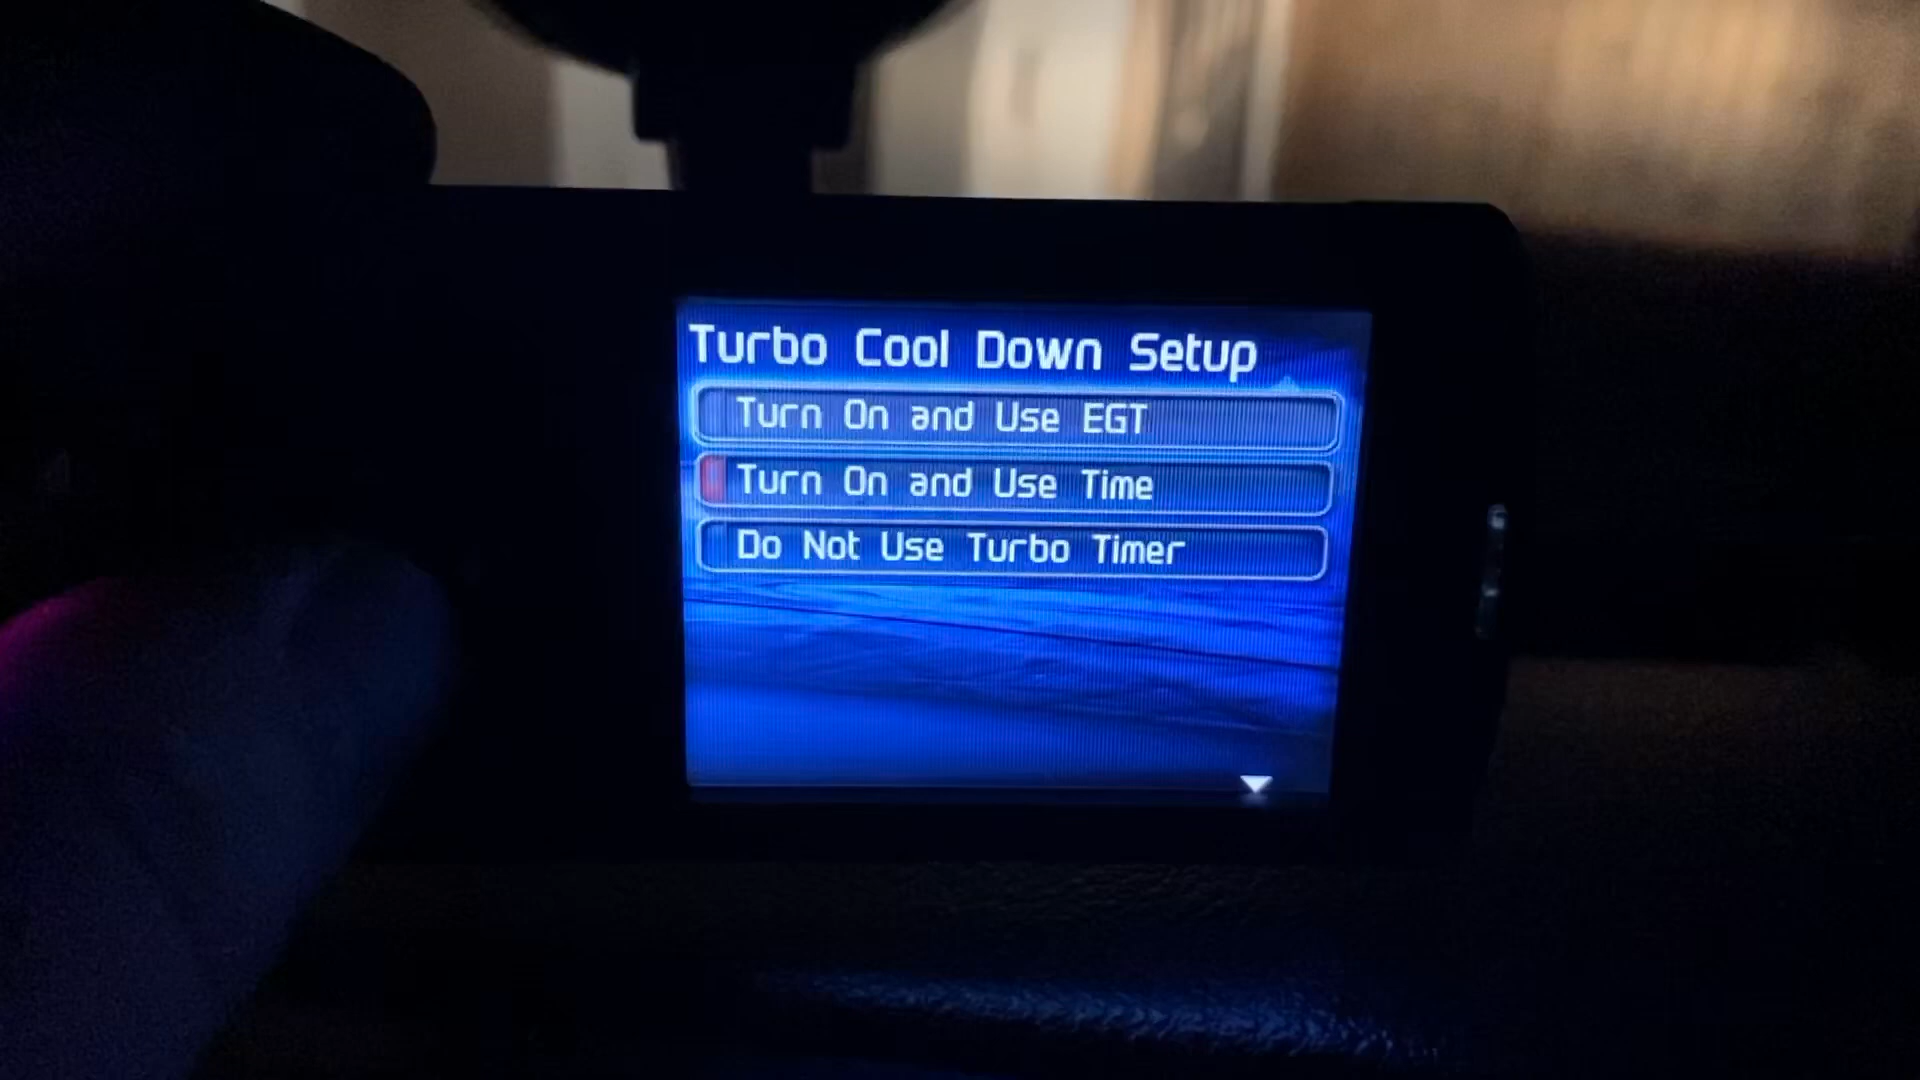 Turbo Cool Down Setup
Turn On and Use EGT
Turn On and Use Time
Do Not Use Turbo Timer